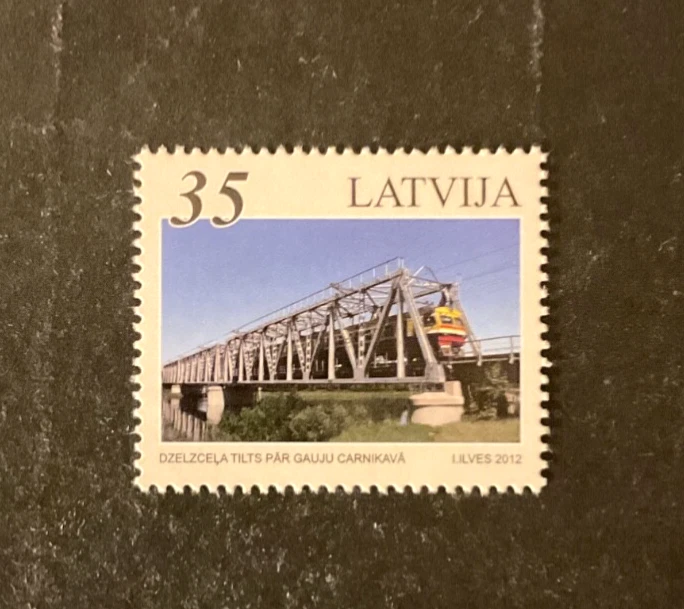 35 LATVIJA
DZELZCEĻA TILTS PĀR GAUJU CARNIKAVĀ I.ILVES 2012